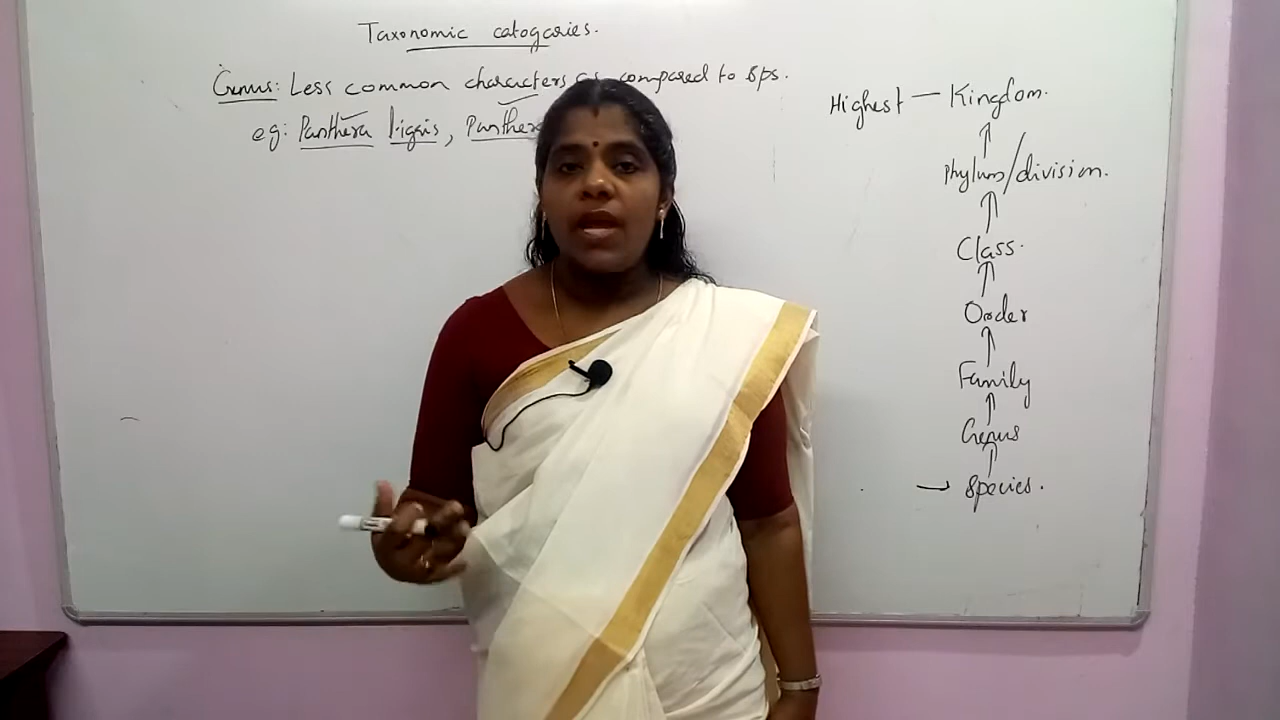 Taxonomic catogaries.
Genus: Less common characters as compared to sps.
eg: Panthera tigris, Panthera
Highest — Kingdom.
Phylum/division.
Class.
Order
Family
Genus
Species.